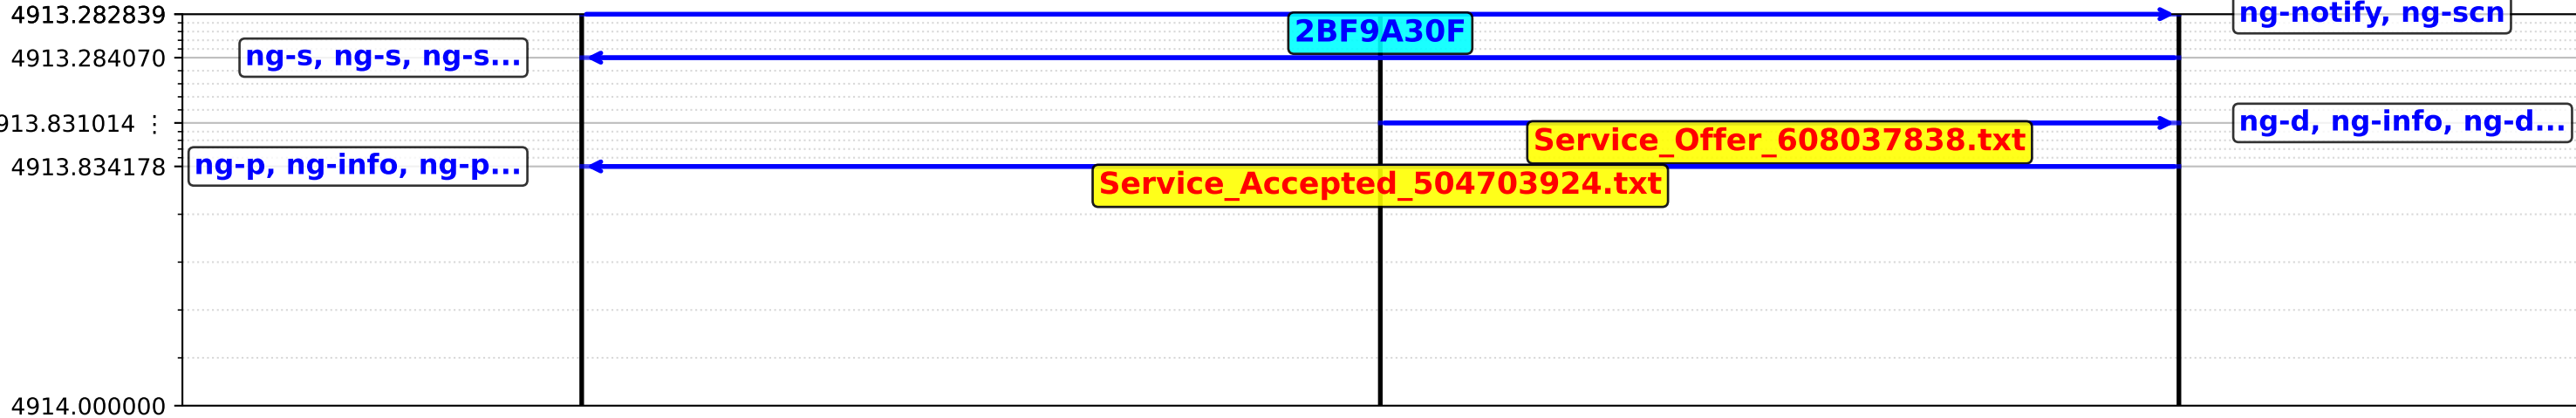 4913.282839
ng-notify, ng-scn
2BF9A30F
4913.284070
ng-s, ng-s, ng-s...
913.831014 ⋮
ng-d, ng-info, ng-d...
Service_Offer_608037838.txt
4913.834178
ng-p, ng-info, ng-p...
Service_Accepted_504703924.txt
4914.000000